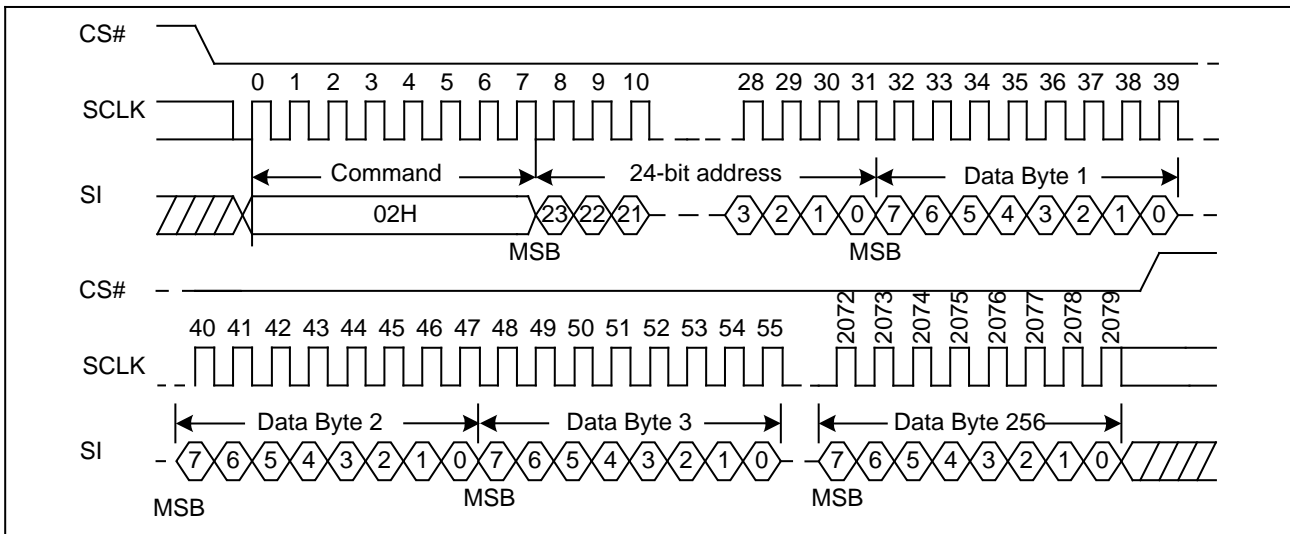 CS#
0 1 2 3 4 5 6 7 8 9 10 28 29 30 31 32 33 34 35 36 37 38 39
SCLK
Command 24-bit address Data Byte 1
SI
02H 23 22 21 3 2 1 0 7 6 5 4 3 2 1 0
MSB MSB
CS#
40 41 42 43 44 45 46 47 48 49 50 51 52 53 54 55 2072 2073 2074 2075 2076 2077 2078 2079
SCLK
Data Byte 2 Data Byte 3 Data Byte 256
SI
7 6 5 4 3 2 1 0 7 6 5 4 3 2 1 0 7 6 5 4 3 2 1 0
MSB MSB MSB